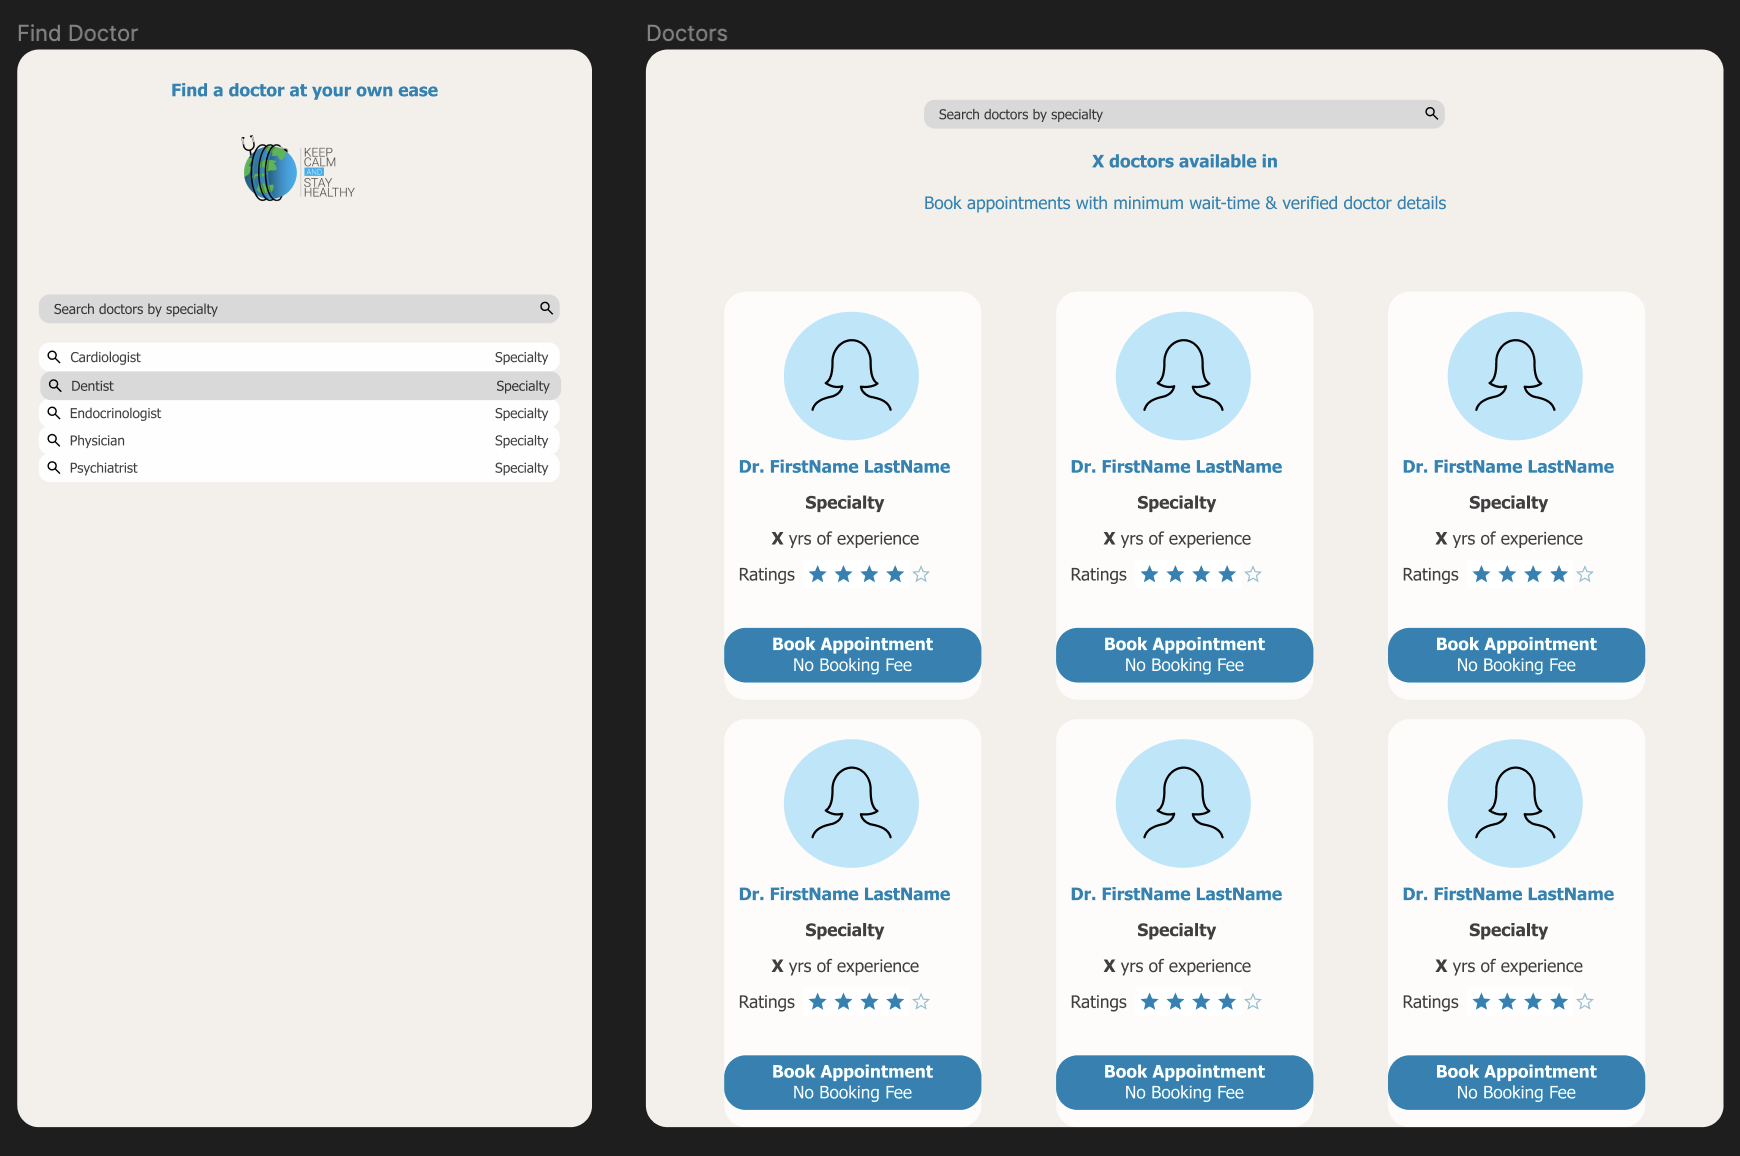 Find Doctor
Find a doctor at your own ease
KEEP
CALM
AND
STAY
HEALTHY
Search doctors by specialty
Cardiologist Specialty
Dentist Specialty
Endocrinologist Specialty
Physician Specialty
Psychiatrist Specialty
Doctors
Search doctors by specialty
X doctors available in
Book appointments with minimum wait-time & verified doctor details
Dr. FirstName LastName
Specialty
X yrs of experience
Ratings
Book Appointment
No Booking Fee
Dr. FirstName LastName
Specialty
X yrs of experience
Ratings
Book Appointment
No Booking Fee
Dr. FirstName LastName
Specialty
X yrs of experience
Ratings
Book Appointment
No Booking Fee
Dr. FirstName LastName
Specialty
X yrs of experience
Ratings
Book Appointment
No Booking Fee
Dr. FirstName LastName
Specialty
X yrs of experience
Ratings
Book Appointment
No Booking Fee
Dr. FirstName LastName
Specialty
X yrs of experience
Ratings
Book Appointment
No Booking Fee